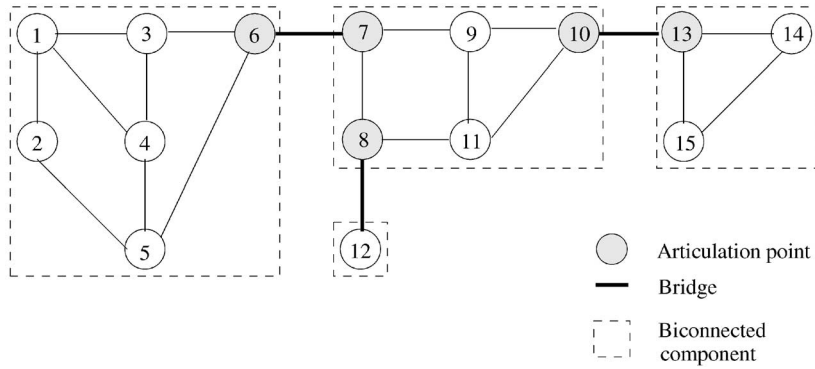 1 3 6 7 9 10 13 14
2 4 8 11 15
5 12
Articulation point
Bridge
Biconnected
component